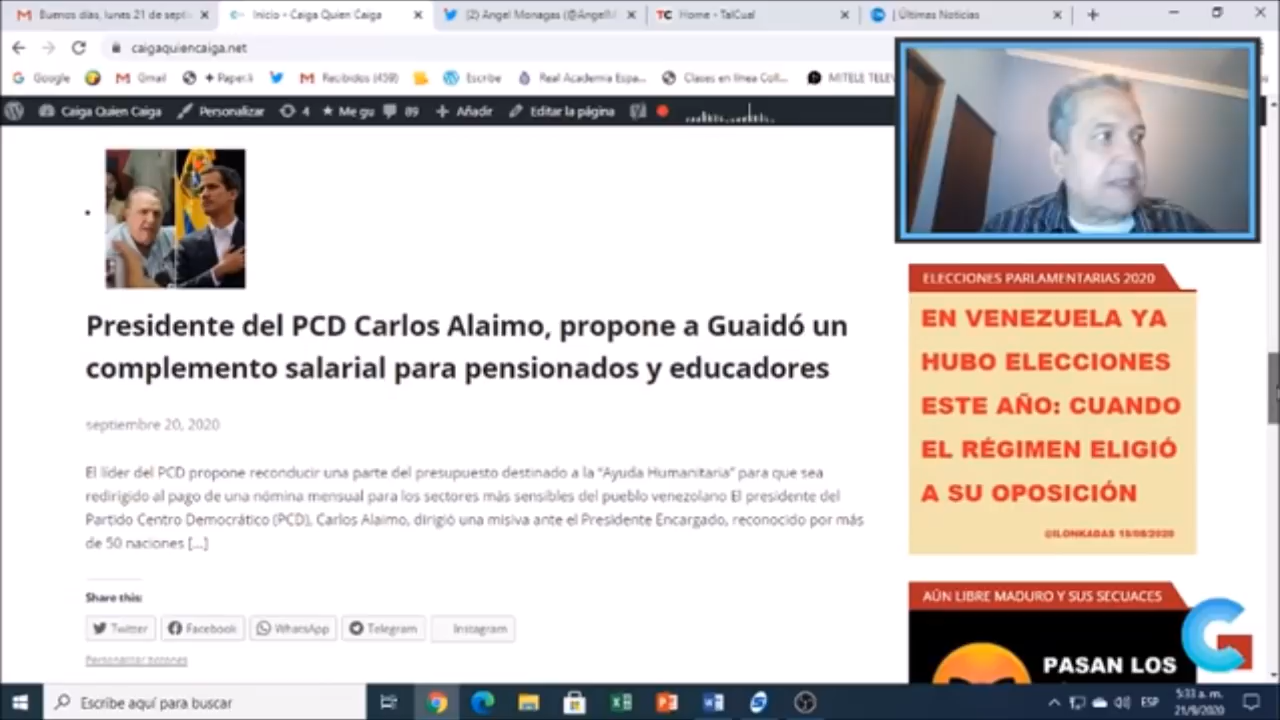 Buenos días, lunes 21 de septi
Inicio - Caiga Quien Caiga
(2) Angel Monagas (@AngelM
TC Home - TalCual
| Últimas Noticias
caigaquiencaiga.net
Google
Gmail
Paper.li
Recibidos (459)
Escribe
Real Academia Espa...
Clases en línea Coll...
MITELE TELEV
Caiga Quien Caiga
Personalizar
4
Me gu
89
Añadir
Editar la página
Presidente del PCD Carlos Alaimo, propone a Guaidó un
complemento salarial para pensionados y educadores
septiembre 20, 2020
El líder del PCD propone reconducir una parte del presupuesto destinado a la “Ayuda Humanitaria” para que sea
redirigido al pago de una nómina mensual para los sectores más sensibles del pueblo venezolano El presidente del
Partido Centro Democrático (PCD), Carlos Alaimo, dirigió una misiva ante el Presidente Encargado, reconocido por más
de 50 naciones [...]
Share this:
Twitter
Facebook
WhatsApp
Telegram
Instagram
Personalizar botones
ELECCIONES PARLAMENTARIAS 2020
EN VENEZUELA YA
HUBO ELECCIONES
ESTE AÑO: CUANDO
EL RÉGIMEN ELIGIÓ
A SU OPOSICIÓN
@ILONKADAS 18/08/2020
AÚN LIBRE MADURO Y SUS SECUACES
PASAN LOS
Escribe aquí para buscar
ESP
5:33 a. m.
21/9/2020